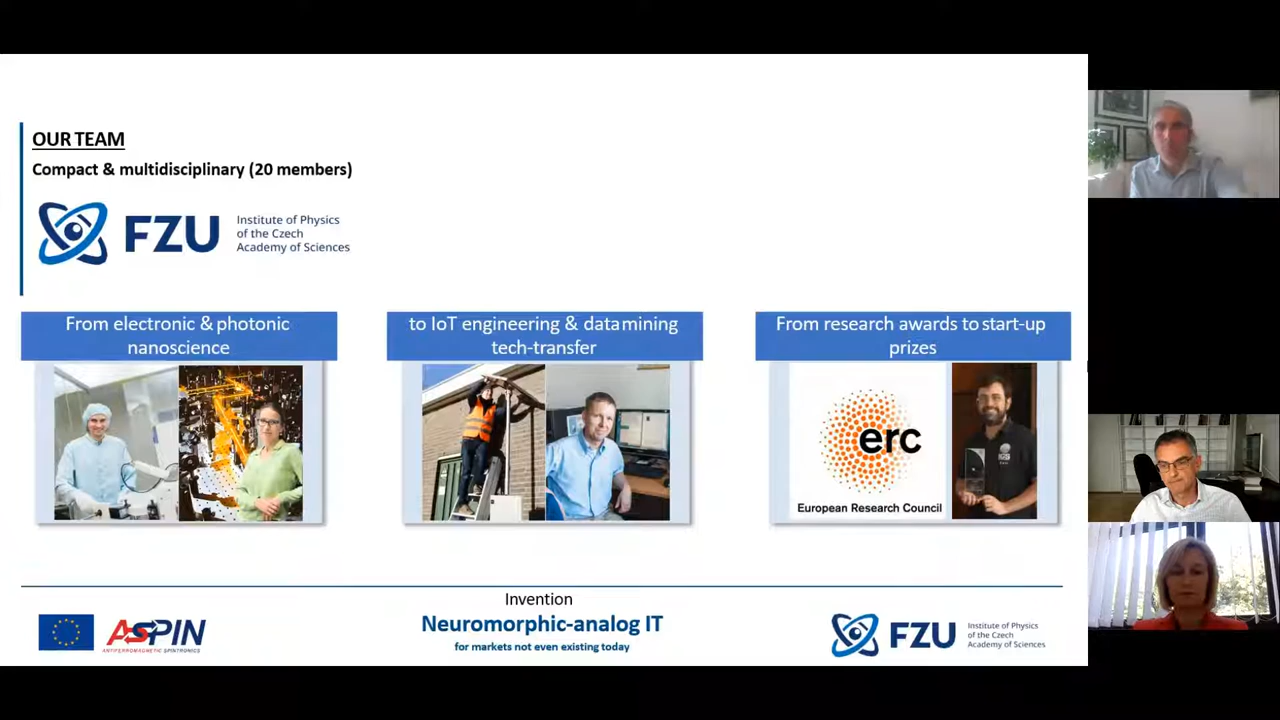 OUR TEAM
Compact & multidisciplinary (20 members)
FZU
Institute of Physics
of the Czech
Academy of Sciences
From electronic & photonic
nanoscience
to IoT engineering & datamining
tech-transfer
From research awards to start-up
prizes
erc
European Research Council
Invention
Neuromorphic-analog IT
for markets not even existing today
ASPIN
ANTIFERROMAGNETIC SPINTRONICS
FZU
Institute of Physics
of the Czech
Academy of Sciences